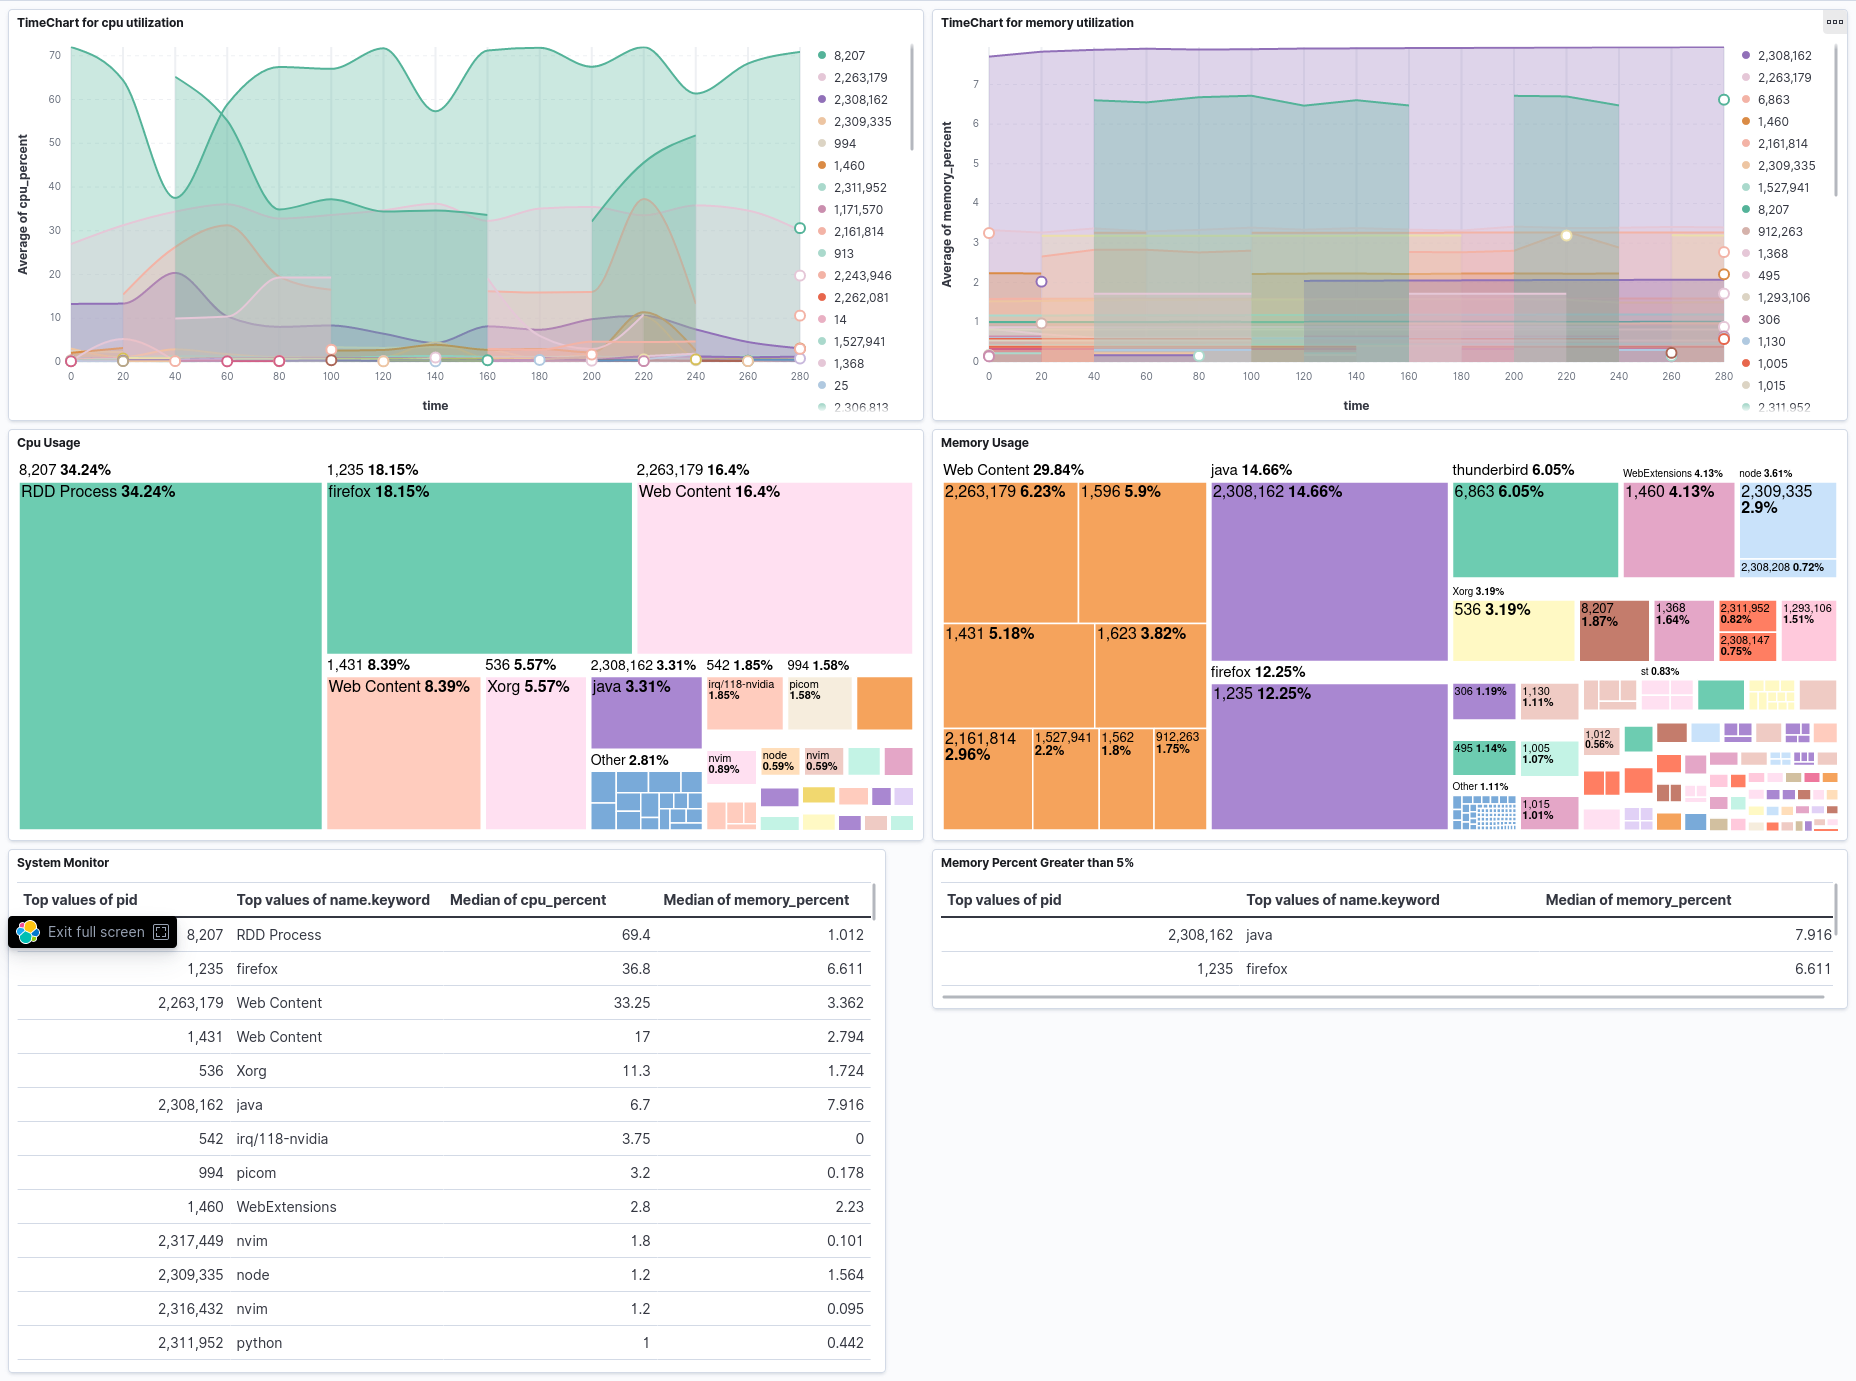 TimeChart for cpu utilization
Average of cpu_percent
70
60
50
40
30
20
10
0
0 20 40 60 80 100 120 140 160 180 200 220 240 260 280
time
8,207
2,263,179
2,308,162
2,309,335
994
1,460
2,311,952
1,171,570
2,161,814
913
2,243,946
2,262,081
14
1,527,941
1,368
25
2,306,813
TimeChart for memory utilization
Average of memory_percent
7
6
5
4
3
2
1
0
0 20 40 60 80 100 120 140 160 180 200 220 240 260 280
time
2,308,162
2,263,179
6,863
1,460
2,161,814
2,309,335
1,527,941
8,207
912,263
1,368
495
1,293,106
306
1,130
1,005
1,015
2,311,952
Cpu Usage
8,207 34.24%
RDD Process 34.24%
1,235 18.15%
firefox 18.15%
2,263,179 16.4%
Web Content 16.4%
1,431 8.39%
Web Content 8.39%
536 5.57%
Xorg 5.57%
2,308,162 3.31%
java 3.31%
542 1.85%
irq/118-nvidia
1.85%
994 1.58%
picom
1.58%
Other 2.81%
nvim
0.89%
node
0.59%
nvim
0.59%
Memory Usage
Web Content 29.84%
2,263,179 6.23%
1,596 5.9%
1,431 5.18%
1,623 3.82%
2,161,814
2.96%
1,527,941
2.2%
1,562
1.8%
912,263
1.75%
java 14.66%
2,308,162 14.66%
firefox 12.25%
1,235 12.25%
thunderbird 6.05%
6,863 6.05%
WebExtensions 4.13%
1,460 4.13%
node 3.61%
2,309,335
2.9%
2,308,208 0.72%
Xorg 3.19%
536 3.19%
8,207
1.87%
1,368
1.64%
2,311,952
0.82%
2,308,147
0.75%
1,293,106
1.51%
st 0.83%
306 1.19%
1,130
1.11%
495 1.14%
1,005
1.07%
1,012
0.56%
Other 1.11%
1,015
1.01%
System Monitor
Top values of pid Top values of name.keyword Median of cpu_percent Median of memory_percent
Exit full screen
8,207 RDD Process 69.4 1.012
1,235 firefox 36.8 6.611
2,263,179 Web Content 33.25 3.362
1,431 Web Content 17 2.794
536 Xorg 11.3 1.724
2,308,162 java 6.7 7.916
542 irq/118-nvidia 3.75 0
994 picom 3.2 0.178
1,460 WebExtensions 2.8 2.23
2,317,449 nvim 1.8 0.101
2,309,335 node 1.2 1.564
2,316,432 nvim 1.2 0.095
2,311,952 python 1 0.442
Memory Percent Greater than 5%
Top values of pid Top values of name.keyword Median of memory_percent
2,308,162 java 7.916
1,235 firefox 6.611